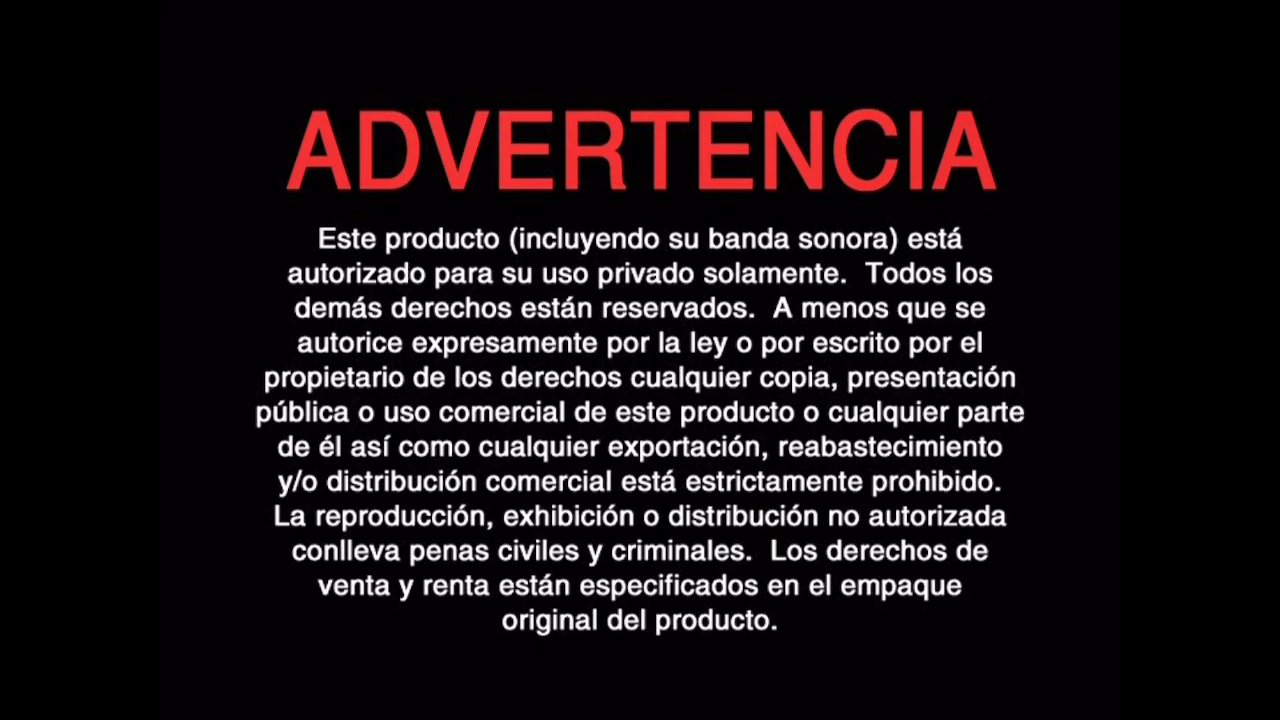 ADVERTENCIA
Este producto (incluyendo su banda sonora) está
autorizado para su uso privado solamente.  Todos los
demás derechos están reservados.  A menos que se
autorice expresamente por la ley o por escrito por el
propietario de los derechos cualquier copia, presentación
pública o uso comercial de este producto o cualquier parte
de él así como cualquier exportación, reabastecimiento
y/o distribución comercial está estrictamente prohibido.
La reproducción, exhibición o distribución no autorizada
conlleva penas civiles y criminales.  Los derechos de
venta y renta están especificados en el empaque
original del producto.